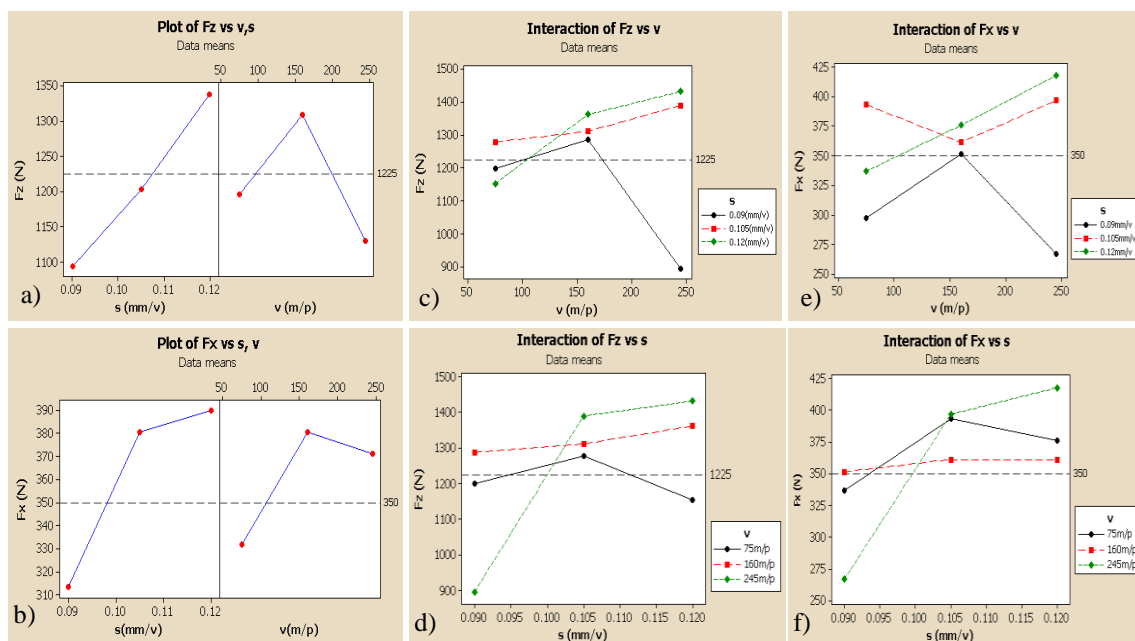 Plot of Fz vs v,s
Data means
50 100 150 200 250
1350
1300
1250
1200
1150
1100
Fz (N)
1225
0.09 0.10 0.11 0.12
s (mm/v) v (m/p)
a)
Interaction of Fz vs v
Data means
1500
1400
1300
1200
1100
1000
900
Fz (N)
1225
s
0.09(mm/v)
0.105(mm/v)
0.12(mm/v)
50 100 150 200 250
v (m/p)
c)
Interaction of Fx vs v
Data means
425
400
375
350
325
300
275
250
Fx (N)
350
s
0.09mm/v
0.105mm/v
0.12mm/v
50 100 150 200 250
v (m/p)
e)
Plot of Fx vs s, v
Data means
50 100 150 200 250
390
380
370
360
350
340
330
320
310
Fx (N)
350
0.09 0.10 0.11 0.12
s(mm/v) v(m/p)
b)
Interaction of Fz vs s
Data means
1500
1400
1300
1200
1100
1000
900
Fz (N)
1225
v
75m/p
160m/p
245m/p
0.090 0.095 0.100 0.105 0.110 0.115 0.120
s (mm/v)
d)
Interaction of Fx vs s
Data means
425
400
375
350
325
300
275
250
Fx (N)
350
v
75m/p
160m/p
245m/p
0.090 0.095 0.100 0.105 0.110 0.115 0.120
s (mm/v)
f)